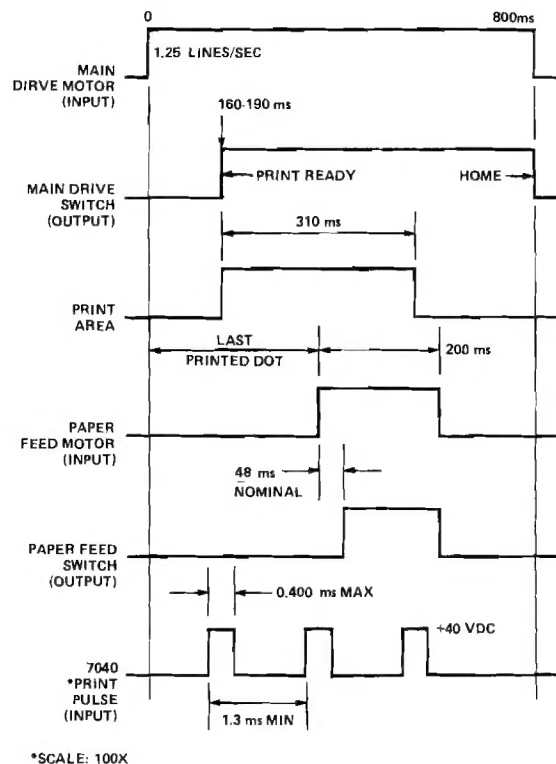 0
800ms
1.25 LINES/SEC
MAIN
DIRVE MOTOR
(INPUT)
160-190 ms
PRINT READY
HOME
MAIN DRIVE
SWITCH
(OUTPUT)
310 ms
PRINT
AREA
LAST
PRINTED DOT
200 ms
PAPER
FEED MOTOR
(INPUT)
48 ms
NOMINAL
PAPER FEED
SWITCH
(OUTPUT)
0.400 ms MAX
+40 VDC
7040
*PRINT
PULSE
(INPUT)
1.3 ms MIN
*SCALE: 100X